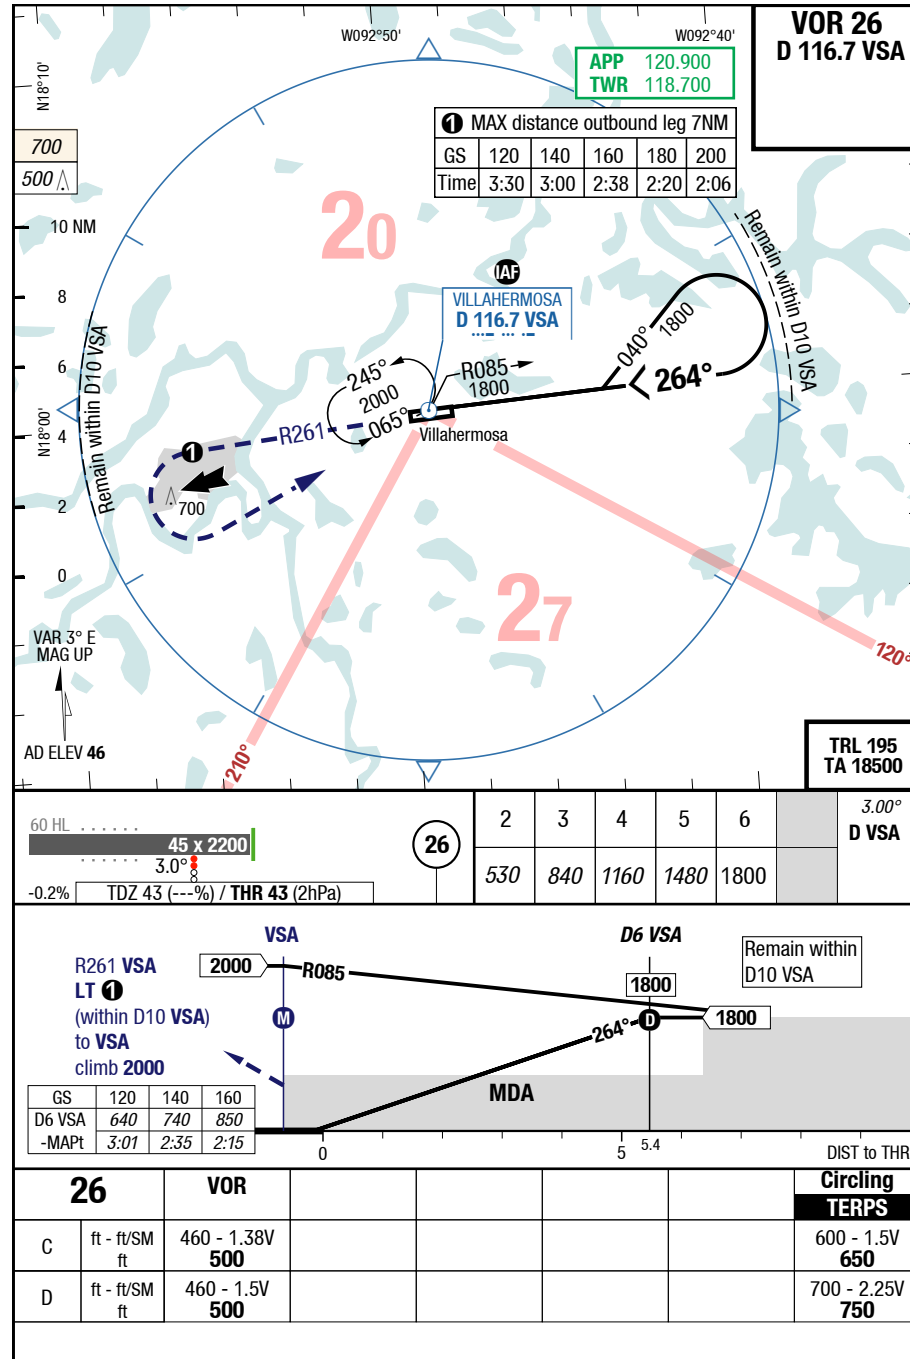 VOR 26
D 116.7 VSA
W092°50'
W092°40'
N18°10'
APP 120.900
TWR 118.700
1 MAX distance outbound leg 7NM
GS 120 140 160 180 200
Time 3:30 3:00 2:38 2:20 2:06
700
500
10 NM
8
6
4
2
0
N18°00'
20
27
IAF
VILLAHERMOSA
D 116.7 VSA
Remain within D10 VSA
Remain within D10 VSA
040°
1800
264°
R085
1800
245°
2000
065°
R261
Villahermosa
1
700
120°
210°
VAR 3° E
MAG UP
AD ELEV 46
TRL 195
TA 18500
60 HL
45 x 2200
3.0°
-0.2%
TDZ 43 (---%) / THR 43 (2hPa)
26
2 3 4 5 6
530 840 1160 1480 1800
3.00°
D VSA
VSA
D6 VSA
Remain within
D10 VSA
R261 VSA
LT 1
(within D10 VSA)
to VSA
climb 2000
2000
R085
1800
M
264°
D
1800
MDA
GS 120 140 160
D6 VSA 640 740 850
-MAPt 3:01 2:35 2:15
0
5
5.4
DIST to THR
26 VOR Circling
TERPS
C ft - ft/SM 460 - 1.38V 600 - 1.5V
ft 500 650
D ft - ft/SM 460 - 1.5V 700 - 2.25V
ft 500 750